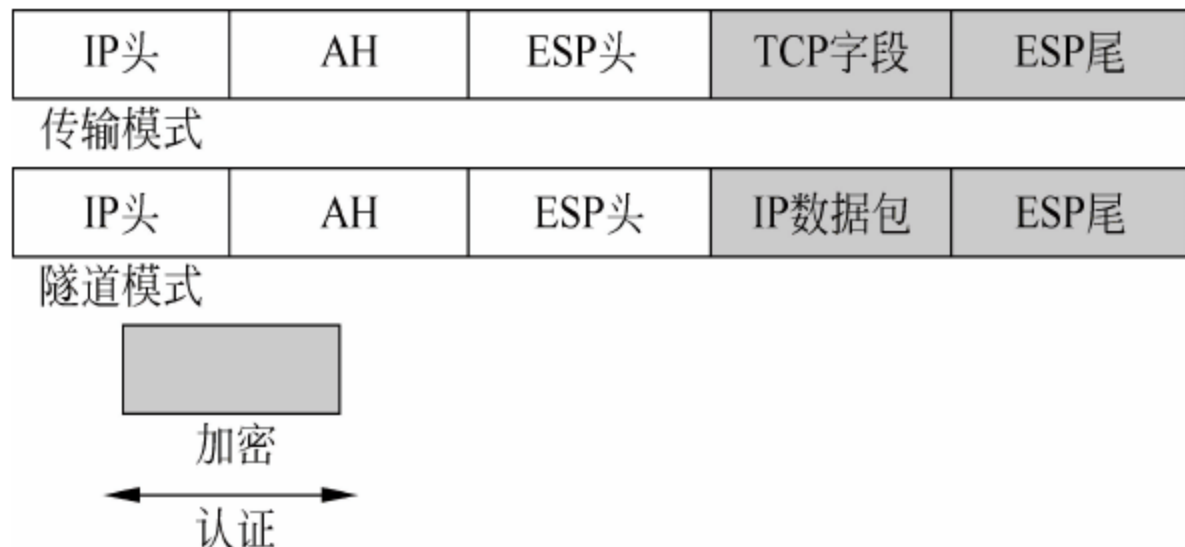 IP头 AH ESP头 TCP字段 ESP尾
传输模式
IP头 AH ESP头 IP数据包 ESP尾
隧道模式
加密
认证